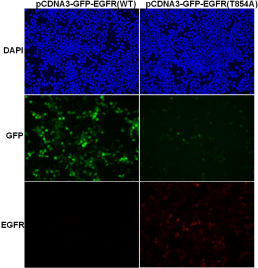 pCDNA3-GFP-EGFR(WT) pCDNA3-GFP-EGFR(T854A)
DAPI
GFP
EGFR